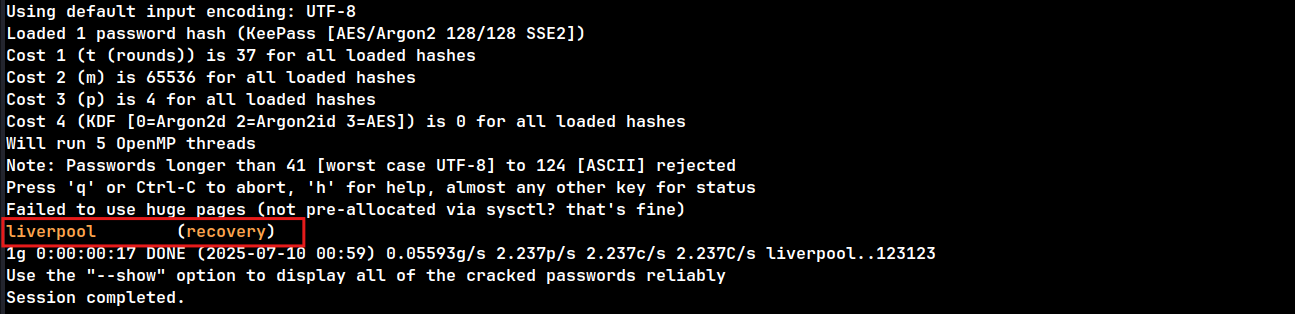 Using default input encoding: UTF-8
Loaded 1 password hash (KeePass [AES/Argon2 128/128 SSE2])
Cost 1 (t (rounds)) is 37 for all loaded hashes
Cost 2 (m) is 65536 for all loaded hashes
Cost 3 (p) is 4 for all loaded hashes
Cost 4 (KDF [0=Argon2d 2=Argon2id 3=AES]) is 0 for all loaded hashes
Will run 5 OpenMP threads
Note: Passwords longer than 41 [worst case UTF-8] to 124 [ASCII] rejected
Press 'q' or Ctrl-C to abort, 'h' for help, almost any other key for status
Failed to use huge pages (not pre-allocated via sysctl? that's fine)
liverpool        (recovery)
1g 0:00:00:17 DONE (2025-07-10 00:59) 0.05593g/s 2.237p/s 2.237c/s 2.237C/s liverpool..123123
Use the "--show" option to display all of the cracked passwords reliably
Session completed.